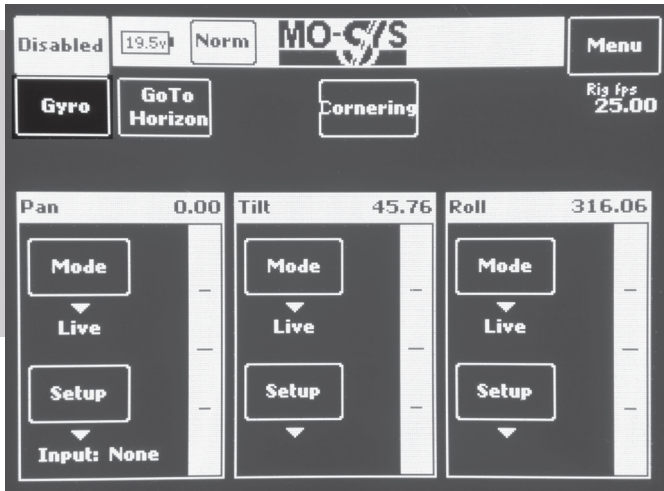 Disabled
19.5v
Norm
MO-SYS
Menu
Gyro
GoTo
Horizon
Cornering
Rig fps
25.00
Pan 0.00
Tilt 45.76
Roll 316.06
Mode
Mode
Mode
Live
Live
Live
Setup
Setup
Setup
Input: None